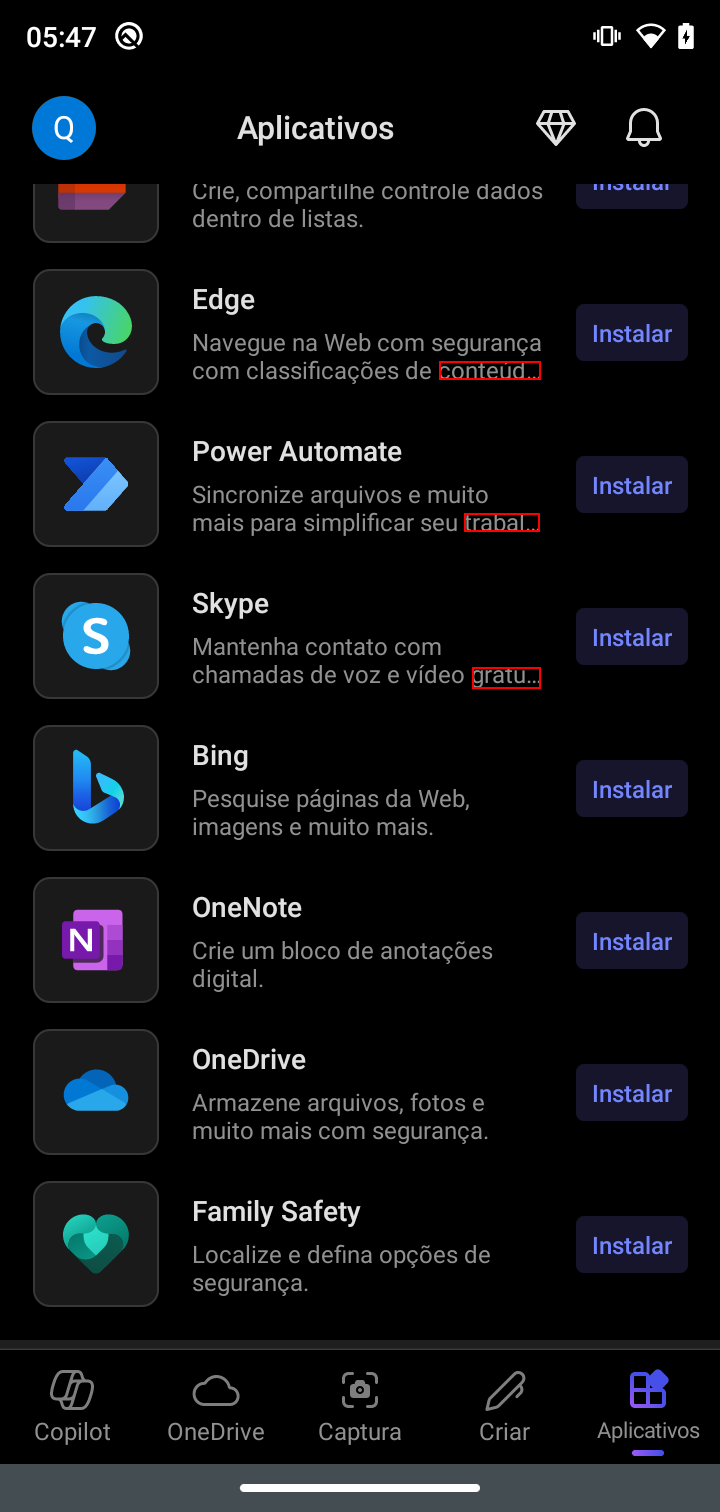 05:47
Q
Aplicativos
Crie, compartilhe controle dados
dentro de listas.
Instalar
Edge
Navegue na Web com segurança
com classificações de conteúd...
Instalar
Power Automate
Sincronize arquivos e muito
mais para simplificar seu trabal...
Instalar
Skype
Mantenha contato com
chamadas de voz e vídeo gratu...
Instalar
Bing
Pesquise páginas da Web,
imagens e muito mais.
Instalar
OneNote
Crie um bloco de anotações
digital.
Instalar
OneDrive
Armazene arquivos, fotos e
muito mais com segurança.
Instalar
Family Safety
Localize e defina opções de
segurança.
Instalar
Copilot
OneDrive
Captura
Criar
Aplicativos